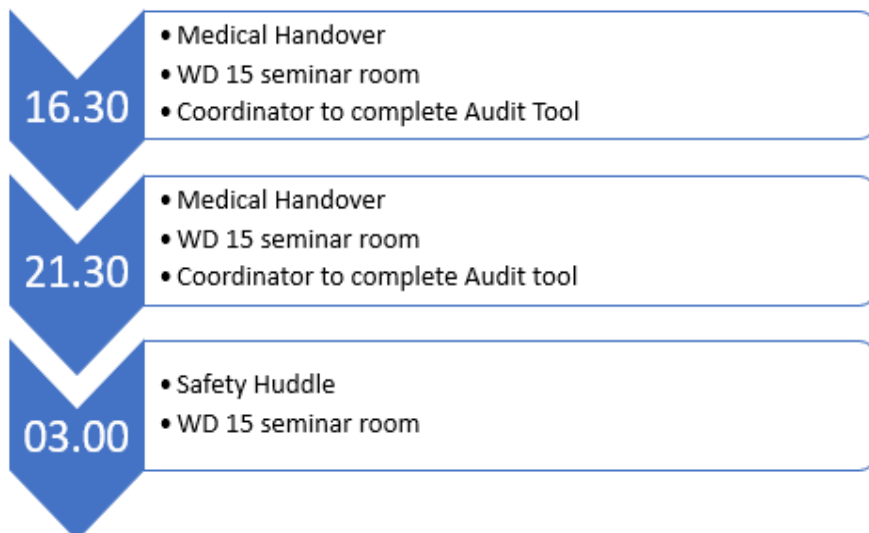 16.30
• Medical Handover
• WD 15 seminar room
• Coordinator to complete Audit Tool
21.30
• Medical Handover
• WD 15 seminar room
• Coordinator to complete Audit tool
03.00
• Safety Huddle
• WD 15 seminar room